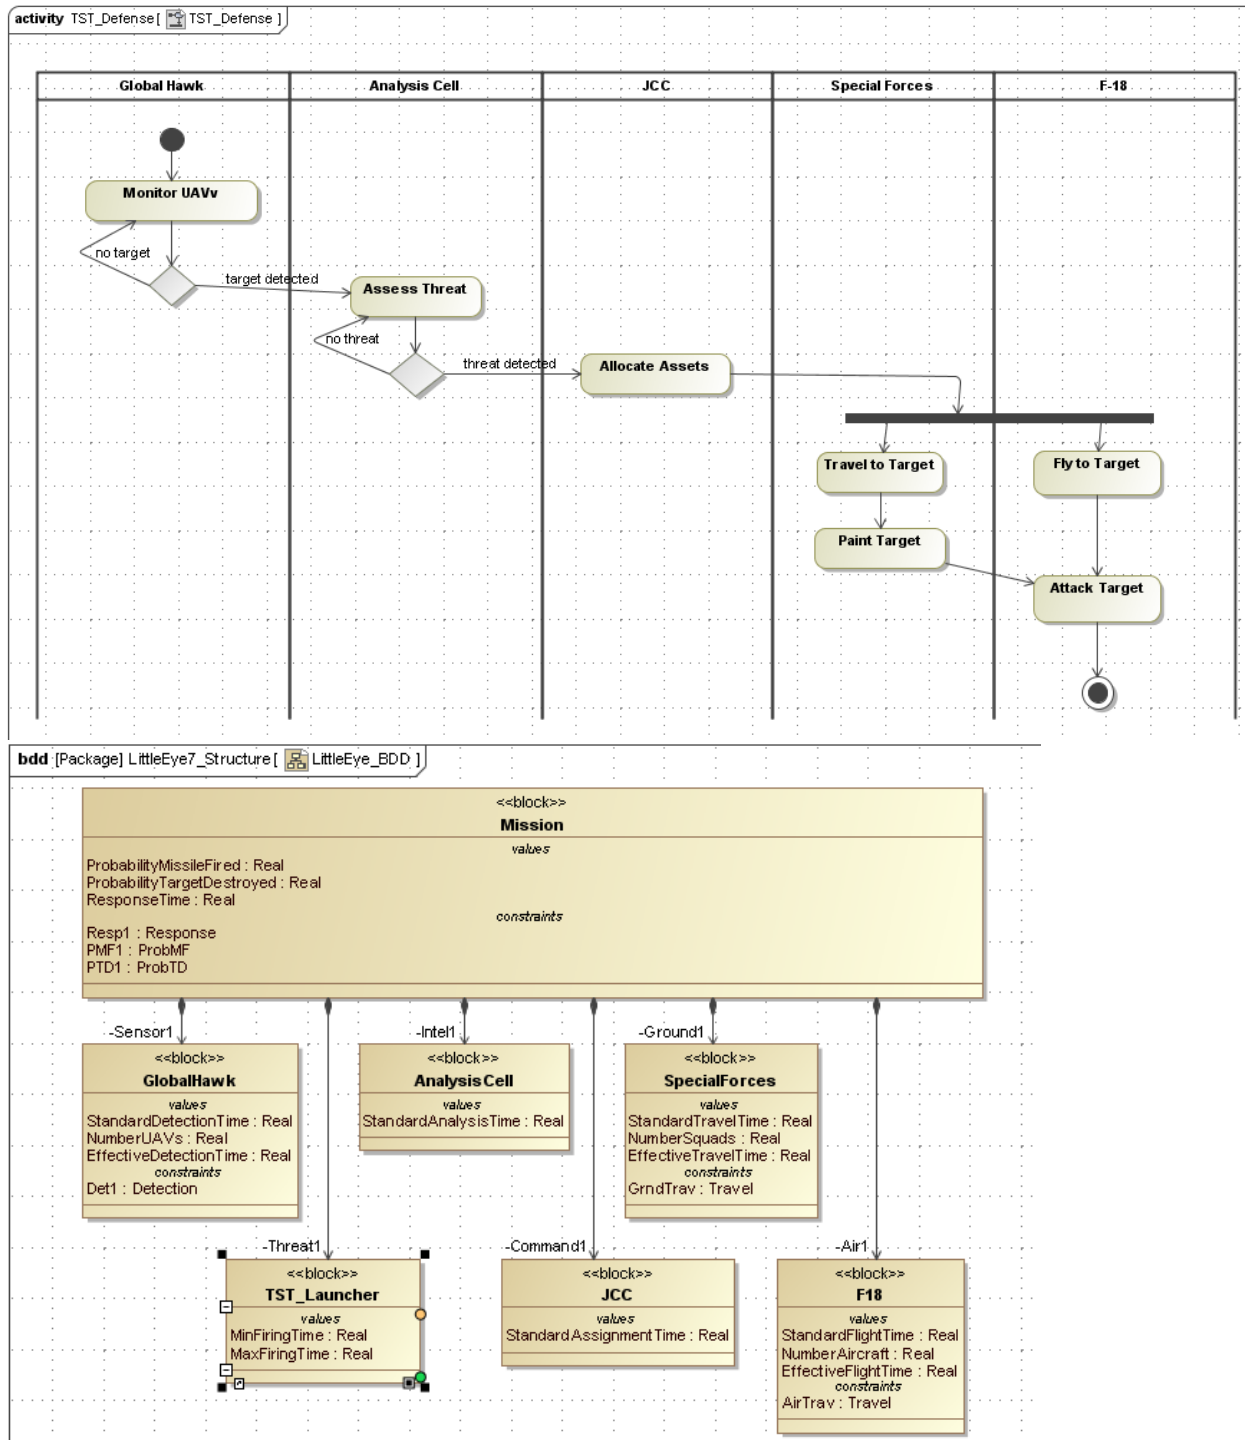 activity TST_Defense [ TST_Defense ]
Global Hawk
Analysis Cell
JCC
Special Forces
F-18
Monitor UAVv
no target
target detected
Assess Threat
no threat
threat detected
Allocate Assets
Travel to Target
Fly to Target
Paint Target
Attack Target
bdd [Package] LittleEye7_Structure [ LittleEye_BDD ]
<<block>>
Mission
values
ProbabilityMissileFired : Real
ProbabilityTargetDestroyed : Real
ResponseTime : Real
constraints
Resp1 : Response
PMF1 : ProbMF
PTD1 : ProbTD
-Sensor1
<<block>>
GlobalHawk
values
StandardDetectionTime : Real
NumberUAVs : Real
EffectiveDetectionTime : Real
constraints
Det1 : Detection
-Intel1
<<block>>
AnalysisCell
values
StandardAnalysisTime : Real
-Ground1
<<block>>
SpecialForces
values
StandardTravelTime : Real
NumberSquads : Real
EffectiveTravelTime : Real
constraints
GrndTrav : Travel
-Threat1
<<block>>
TST_Launcher
values
MinFiringTime : Real
MaxFiringTime : Real
-Command1
<<block>>
JCC
values
StandardAssignmentTime : Real
-Air1
<<block>>
F18
values
StandardFlightTime : Real
NumberAircraft : Real
EffectiveFlightTime : Real
constraints
AirTrav : Travel